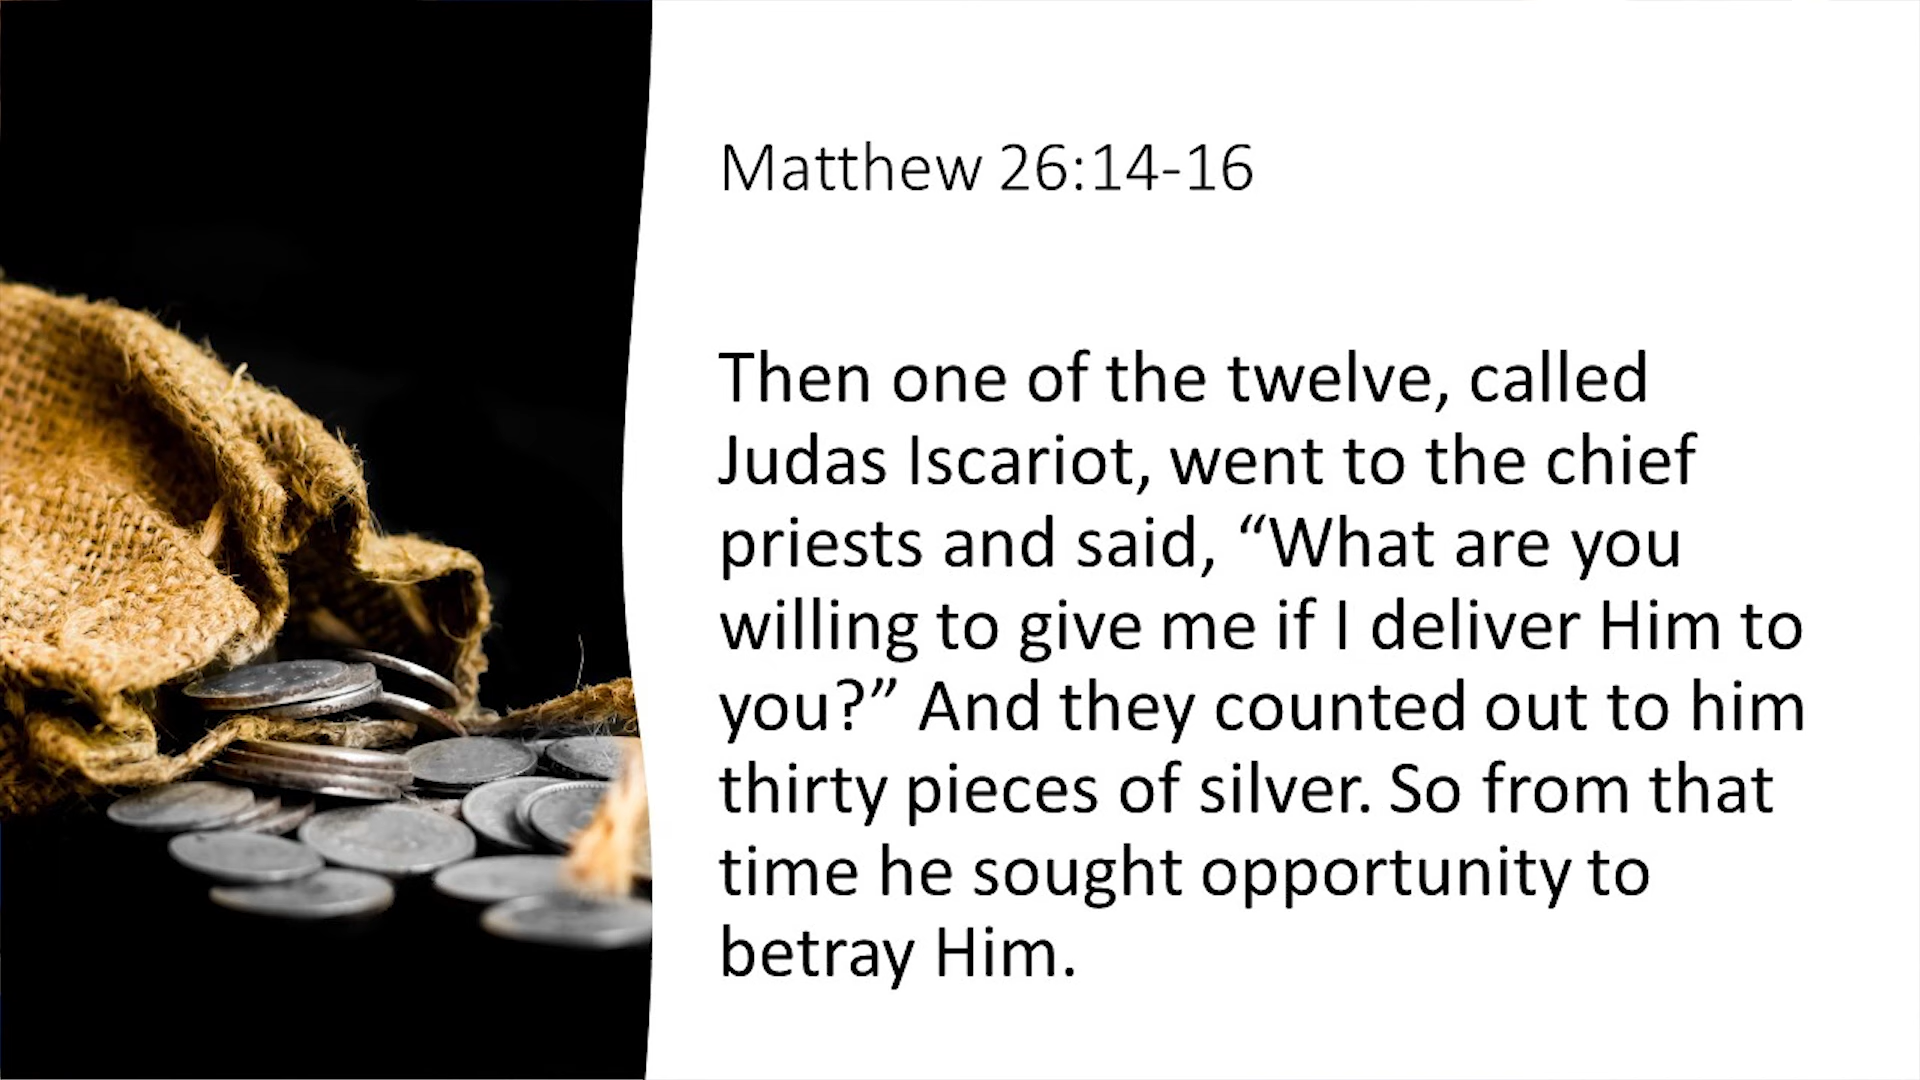 Matthew 26:14-16
Then one of the twelve, called
Judas Iscariot, went to the chief
priests and said, “What are you
willing to give me if I deliver Him to
you?” And they counted out to him
thirty pieces of silver. So from that
time he sought opportunity to
betray Him.